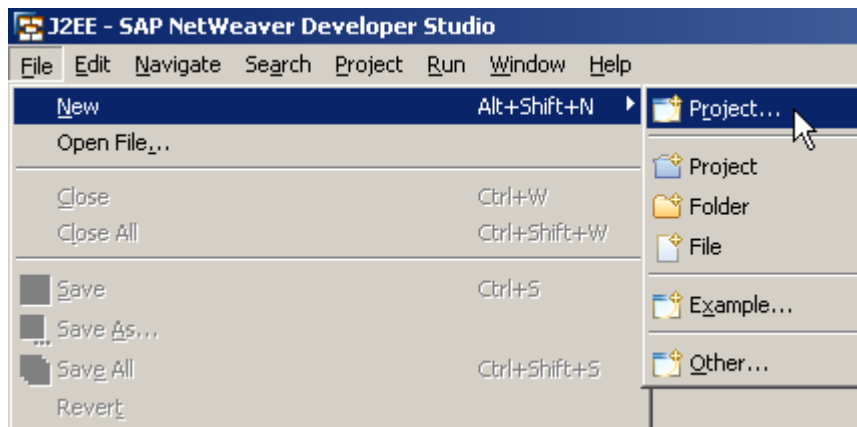 J2EE - SAP NetWeaver Developer Studio
File Edit Navigate Search Project Run Window Help
New Alt+Shift+N
Open File...
Close Ctrl+W
Close All Ctrl+Shift+W
Save Ctrl+S
Save As...
Save All Ctrl+Shift+S
Revert
Project...
Project
Folder
File
Example...
Other...